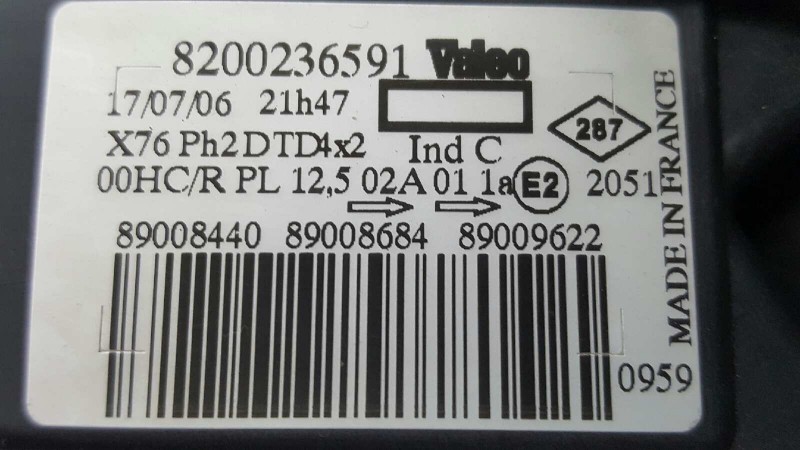 8200236591 Valeo
17/07/06 21h47
287
X76 Ph2 DTD4x2 Ind C
00HC/R PL 12,5 02A 01 1a E2 2051
89008440 89008684 89009622
MADE IN FRANCE
0959